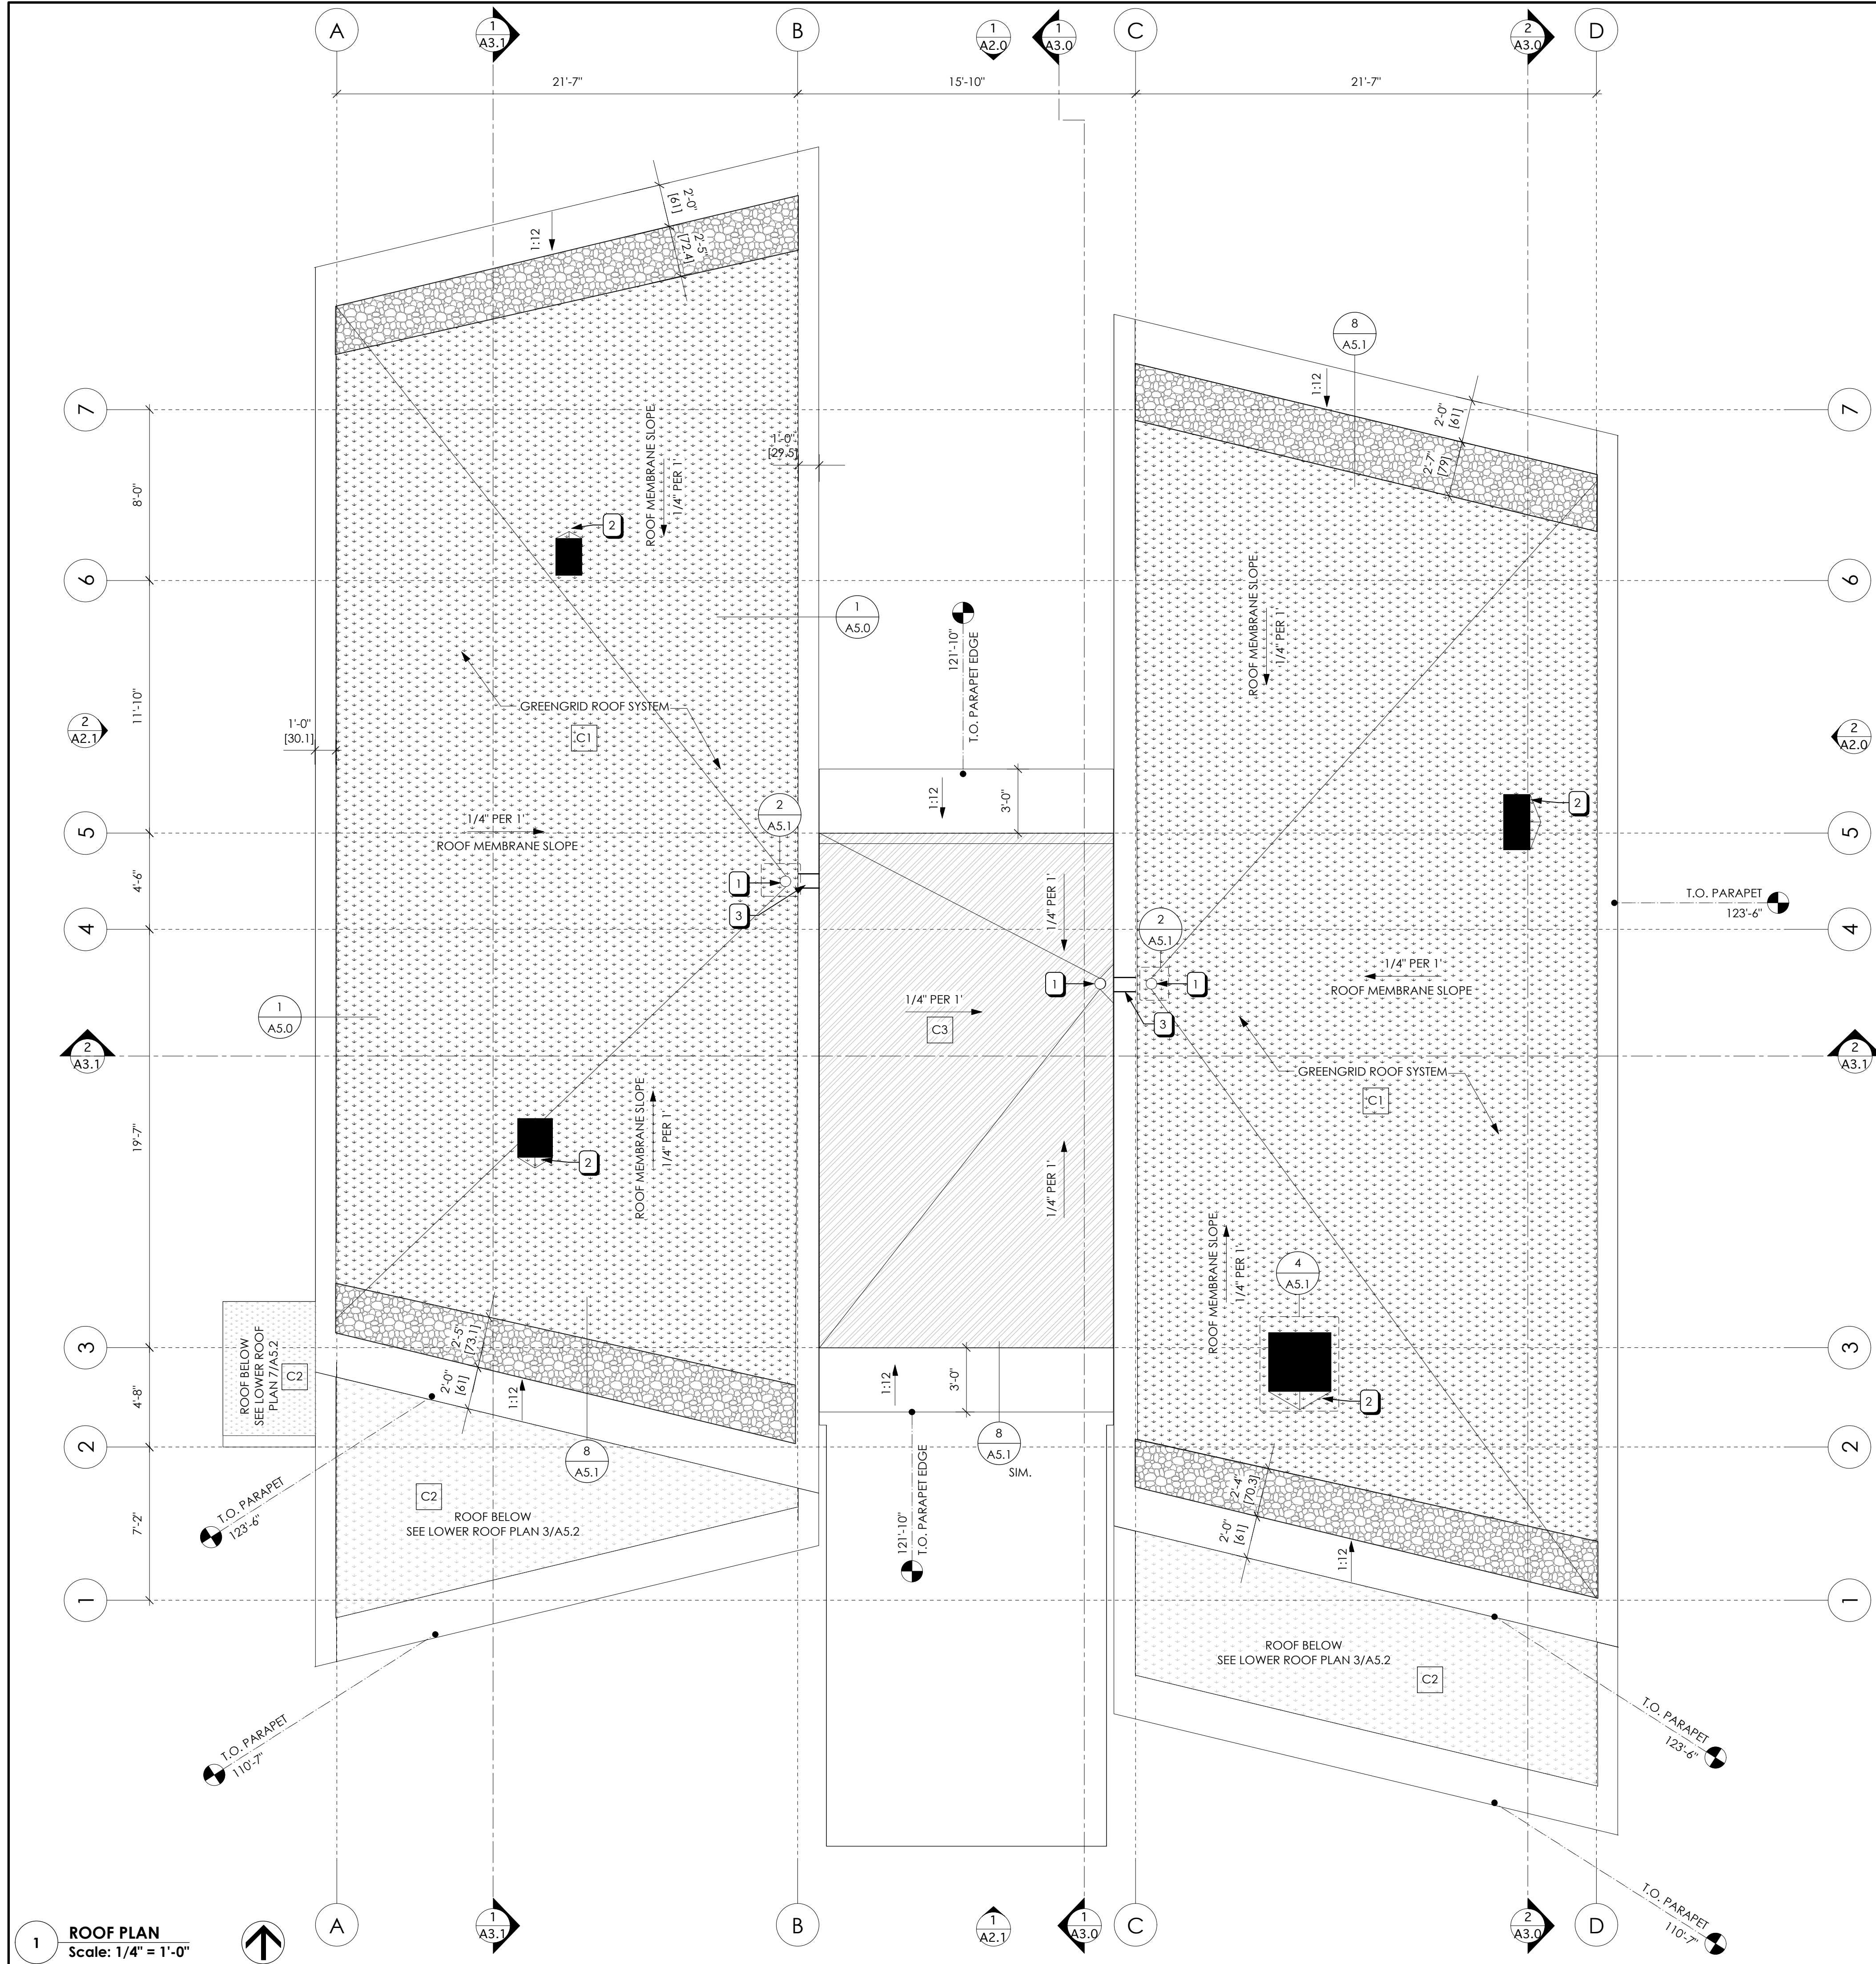 A
1
A3.1
B
1
A2.0
1
A3.0
C
2
A3.0
D
21'-7"
15'-10"
21'-7"
2'-0"
[61]
2'-5"
[72.4]
1:12
8
A5.1
1:12
2'-0"
[61]
2'-7"
[79]
7
7
8'-0"
ROOF MEMBRANE SLOPE
1/4" PER 1'
1'-0"
[29.5]
2
6
6
ROOF MEMBRANE SLOPE
1/4" PER 1'
1
A5.0
121'-10"
T.O. PARAPET EDGE
11'-10"
2
A2.1
1'-0"
[30.1]
GREENGRID ROOF SYSTEM
C1
2
A2.0
1:12
3'-0"
2
5
1/4" PER 1'
ROOF MEMBRANE SLOPE
2
A5.1
5
4'-6"
1
3
1/4" PER 1'
T.O. PARAPET
123'-6"
4
2
A5.1
4
1/4" PER 1'
ROOF MEMBRANE SLOPE
1
1
1/4" PER 1'
C3
3
1
A5.0
2
A3.1
2
A3.1
GREENGRID ROOF SYSTEM
C1
19'-7"
ROOF MEMBRANE SLOPE
1/4" PER 1'
2
1/4" PER 1'
ROOF MEMBRANE SLOPE
1/4" PER 1'
4
A5.1
3
ROOF BELOW
SEE LOWER ROOF
PLAN 7/A5.2
C2
2'-5"
[73.1]
2'-0"
[61]
1:12
1:12
3'-0"
2
3
4'-8"
2
8
A5.1
8
A5.1
SIM.
2
T.O. PARAPET
123'-6"
C2
ROOF BELOW
SEE LOWER ROOF PLAN 3/A5.2
121'-10"
T.O. PARAPET EDGE
2'-4"
[70.3]
2'-0"
[61]
1:12
7'-2"
1
1
ROOF BELOW
SEE LOWER ROOF PLAN 3/A5.2
C2
T.O. PARAPET
110'-7"
T.O. PARAPET
123'-6"
T.O. PARAPET
110'-7"
A
1
A3.1
B
1
A2.1
1
A3.0
C
2
A3.0
D
1
ROOF PLAN
Scale: 1/4" = 1'-0"